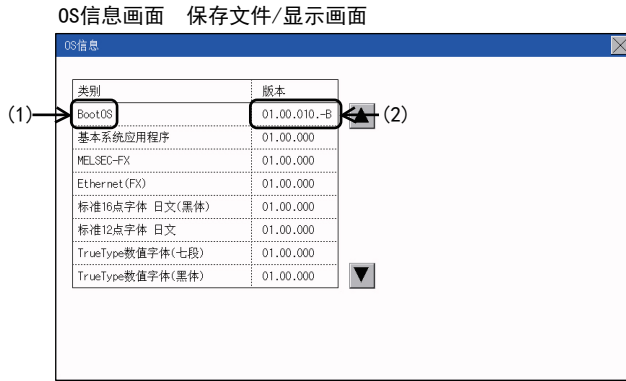 OS信息画面 保存文件/显示画面
OS信息
类别 版本
(1) BootOS 01.00.010.-B (2)
基本系统应用程序 01.00.000
MELSEC-FX 01.00.000
Ethernet(FX) 01.00.000
标准16点字体 日文(黑体) 01.00.000
标准12点字体 日文 01.00.000
TrueType数值字体(七段) 01.00.000
TrueType数值字体(黑体) 01.00.000